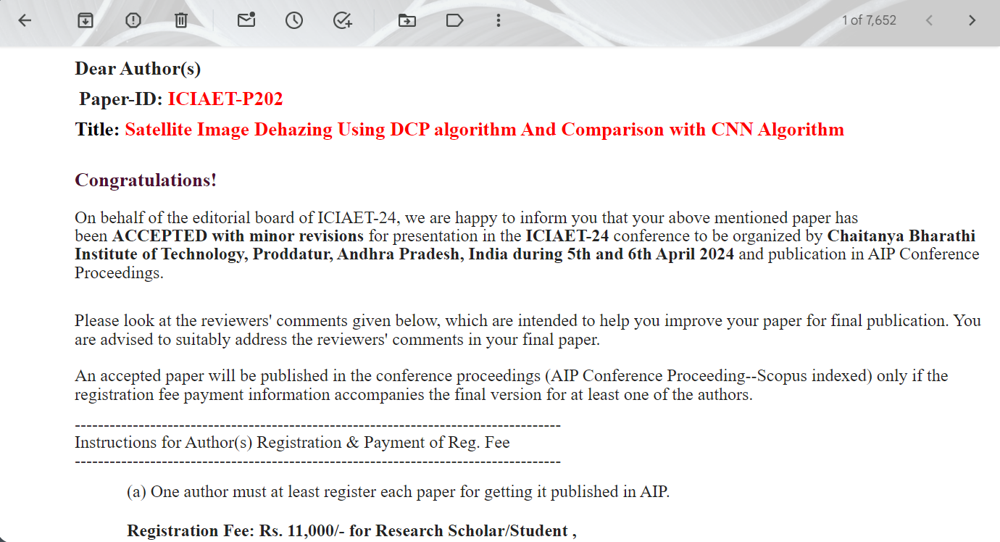 1 of 7,652
Dear Author(s)
Paper-ID: ICIAET-P202
Title: Satellite Image Dehazing Using DCP algorithm And Comparison with CNN Algorithm
Congratulations!
On behalf of the editorial board of ICIAET-24, we are happy to inform you that your above mentioned paper has
been ACCEPTED with minor revisions for presentation in the ICIAET-24 conference to be organized by Chaitanya Bharathi
Institute of Technology, Proddatur, Andhra Pradesh, India during 5th and 6th April 2024 and publication in AIP Conference
Proceedings.
Please look at the reviewers' comments given below, which are intended to help you improve your paper for final publication. You
are advised to suitably address the reviewers' comments in your final paper.
An accepted paper will be published in the conference proceedings (AIP Conference Proceeding--Scopus indexed) only if the
registration fee payment information accompanies the final version for at least one of the authors.
------------------------------------------------------------------------------------
Instructions for Author(s) Registration & Payment of Reg. Fee
------------------------------------------------------------------------------------
(a) One author must at least register each paper for getting it published in AIP.
Registration Fee: Rs. 11,000/- for Research Scholar/Student ,